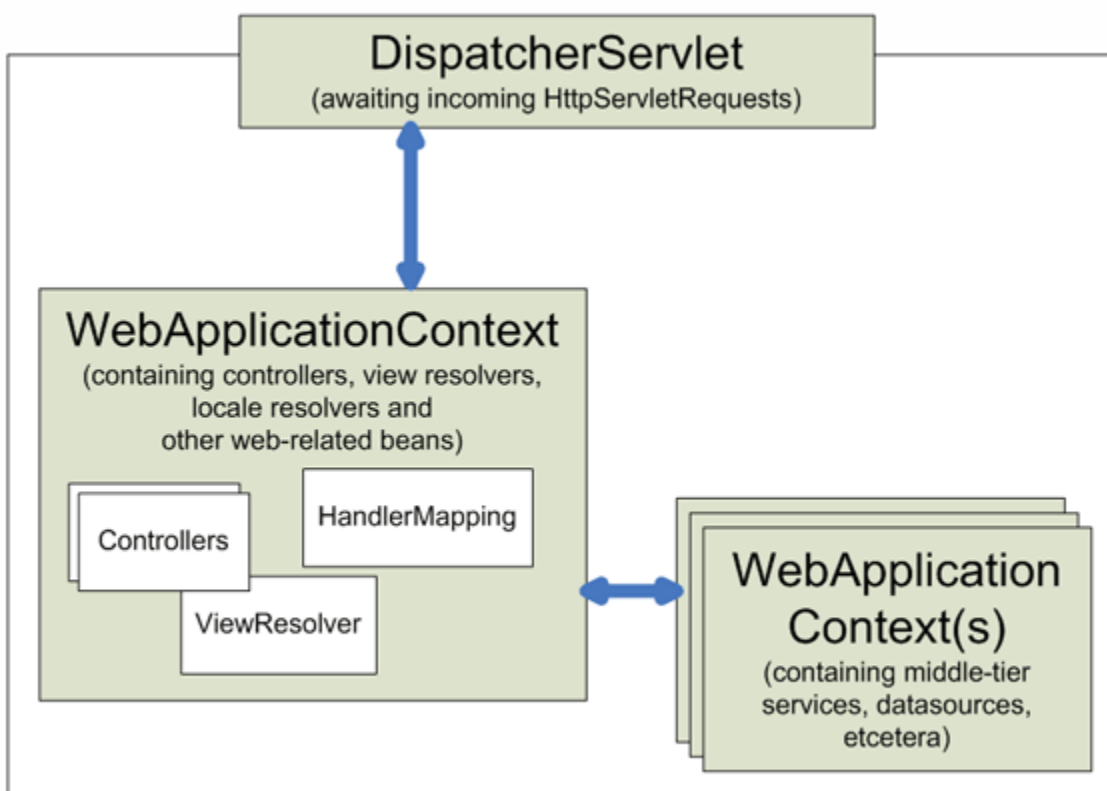 DispatcherServlet
(awaiting incoming HttpServletRequests)
WebApplicationContext
(containing controllers, view resolvers,
locale resolvers and
other web-related beans)
Controllers
HandlerMapping
ViewResolver
WebApplication
Context(s)
(containing middle-tier
services, datasources,
etcetera)